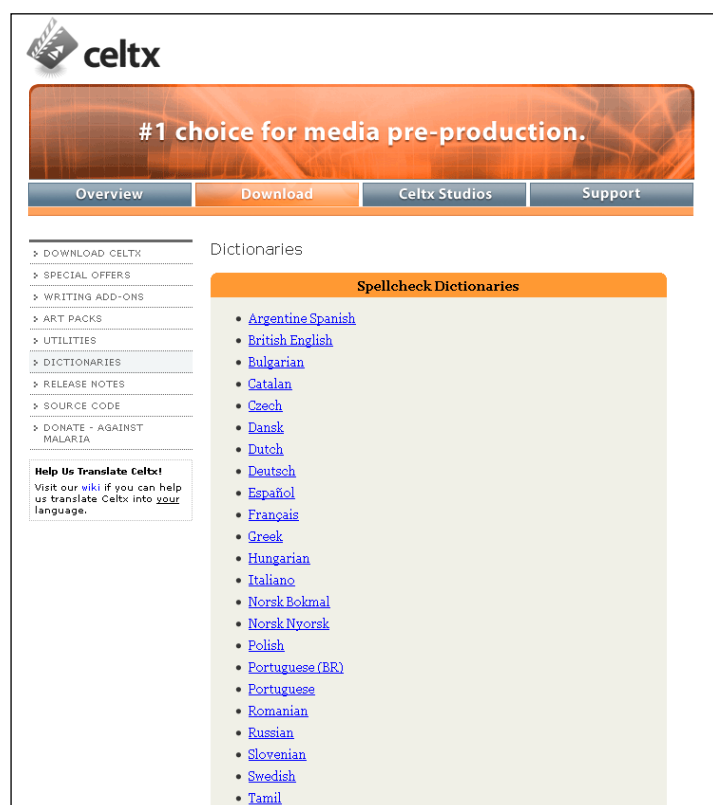 celtx
#1 choice for media pre-production.
Overview Download Celtx Studios Support
DOWNLOAD CELTX
SPECIAL OFFERS
WRITING ADD-ONS
ART PACKS
UTILITIES
DICTIONARIES
RELEASE NOTES
SOURCE CODE
DONATE - AGAINST
MALARIA
Help Us Translate Celtx!
Visit our wiki if you can help
us translate Celtx into your
language.
Dictionaries
Spellcheck Dictionaries
Argentine Spanish
British English
Bulgarian
Catalan
Czech
Dansk
Dutch
Deutsch
Español
Français
Greek
Hungarian
Italiano
Norsk Bokmal
Norsk Nyorsk
Polish
Portuguese (BR)
Portuguese
Romanian
Russian
Slovenian
Swedish
Tamil